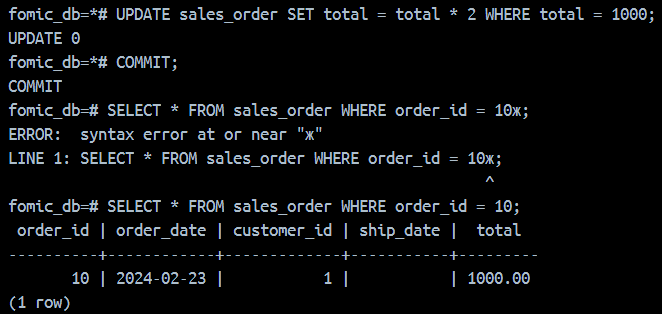 fomic_db=*# UPDATE sales_order SET total = total * 2 WHERE total = 1000;
UPDATE 0
fomic_db=*# COMMIT;
COMMIT
fomic_db=# SELECT * FROM sales_order WHERE order_id = 10ж;
ERROR:  syntax error at or near "ж"
LINE 1: SELECT * FROM sales_order WHERE order_id = 10ж;
                                                     ^
fomic_db=# SELECT * FROM sales_order WHERE order_id = 10;
 order_id | order_date | customer_id | ship_date |  total
----------+------------+-------------+-----------+---------
       10 | 2024-02-23 |           1 |           | 1000.00
(1 row)